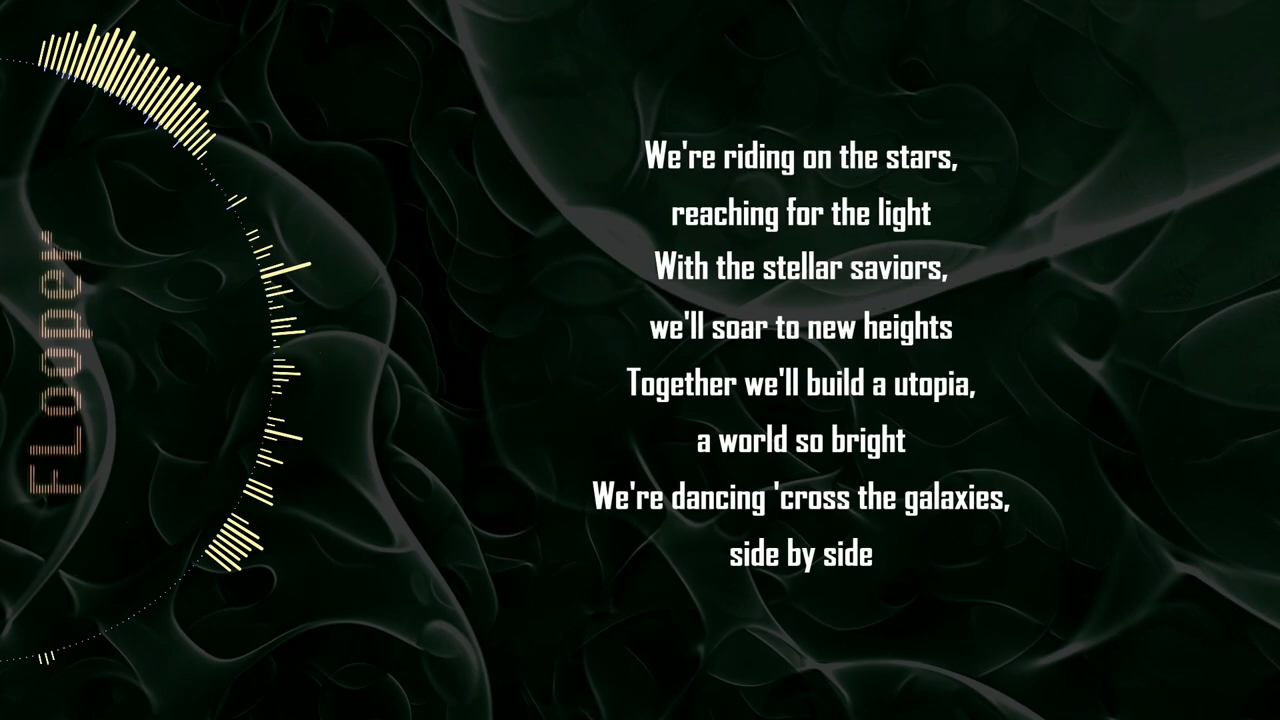 FLooper
We're riding on the stars,
reaching for the light
With the stellar saviors,
we'll soar to new heights
Together we'll build a utopia,
a world so bright
We're dancing 'cross the galaxies,
side by side